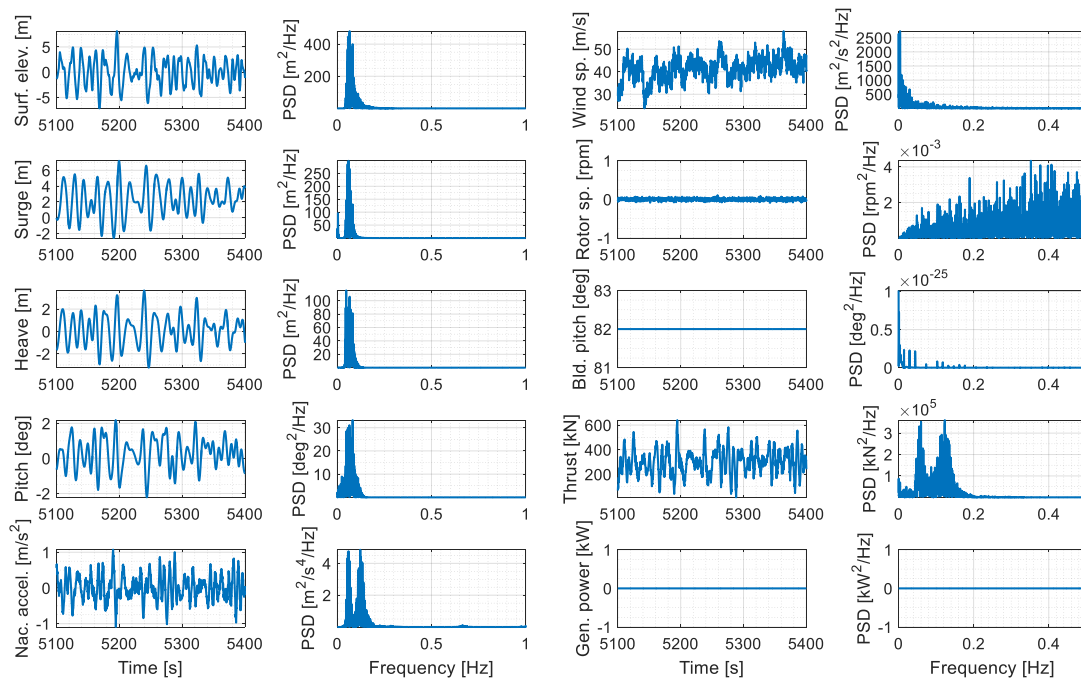 Surf. elev. [m]
5
0
-5
5100 5200 5300 5400
PSD [m²/Hz]
400
200
0 0.5 1
Wind sp. [m/s]
50
40
30
5100 5200 5300 5400
PSD [m²/s²/Hz]
2500
2000
1500
1000
500
0 0.2 0.4
Surge [m]
6
4
2
0
-2
5100 5200 5300 5400
PSD [m²/Hz]
250
200
150
100
50
0 0.5 1
Rotor sp. [rpm]
1
0
-1
5100 5200 5300 5400
PSD [rpm²/Hz]
×10⁻³
4
2
0 0.2 0.4
Heave [m]
2
0
-2
5100 5200 5300 5400
PSD [m²/Hz]
100
80
60
40
20
0 0.5 1
Bld. pitch [deg]
83
82
81
5100 5200 5300 5400
PSD [deg²/Hz]
×10⁻²⁵
1
0.5
0
0 0.2 0.4
Pitch [deg]
2
0
-2
5100 5200 5300 5400
PSD [deg²/Hz]
30
20
10
0 0.5 1
Thrust [kN]
600
400
200
5100 5200 5300 5400
PSD [kN²/Hz]
×10⁵
3
2
1
0 0.2 0.4
Nac. accel. [m/s²]
1
0
-1
5100 5200 5300 5400
Time [s]
PSD [m²/s⁴/Hz]
4
2
0 0.5 1
Frequency [Hz]
Gen. power [kW]
1
0
-1
5100 5200 5300 5400
Time [s]
PSD [kW²/Hz]
1
0
-1
0 0.2 0.4
Frequency [Hz]